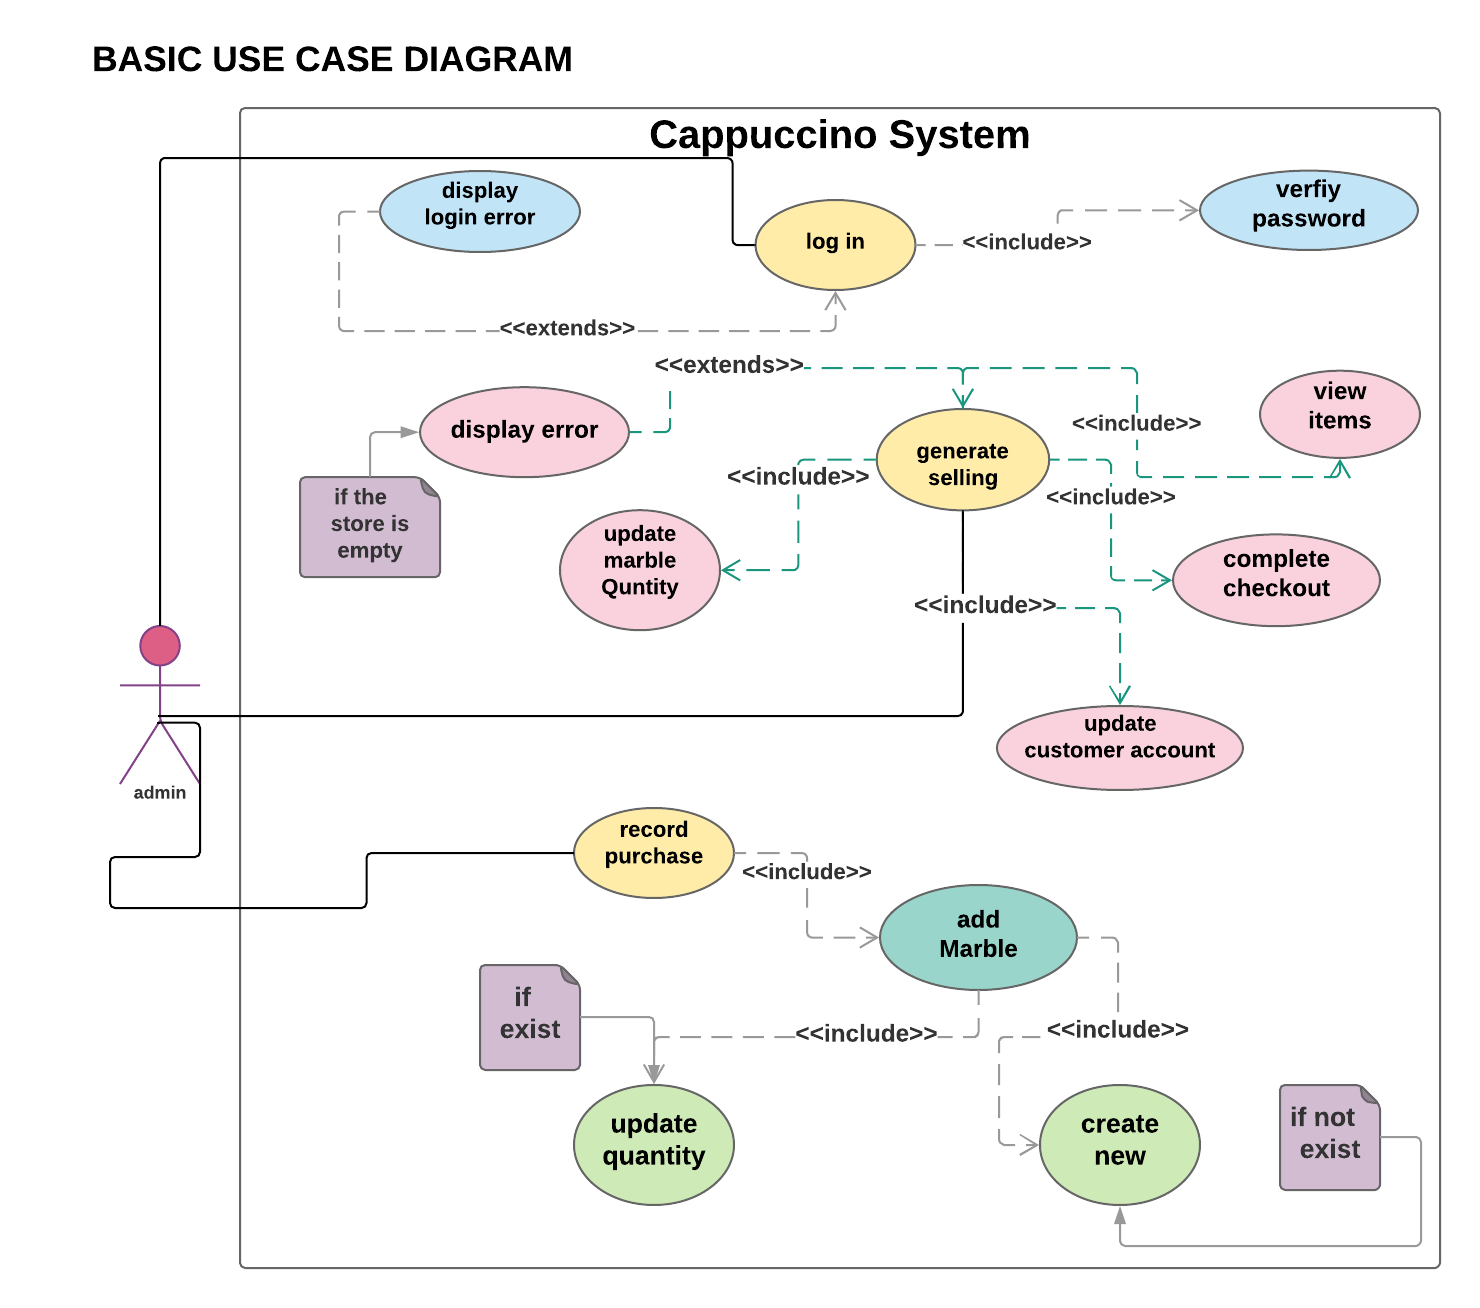 BASIC USE CASE DIAGRAM
Cappuccino System
display
login error
log in
<<include>>
verfiy
password
<<extends>>
<<extends>>
display error
if the
store is
empty
generate
selling
<<include>>
view
items
<<include>>
<<include>>
update
marble
Quntity
complete
checkout
<<include>>
update
customer account
admin
record
purchase
<<include>>
add
Marble
if
exist
<<include>>
<<include>>
update
quantity
create
new
if not
exist